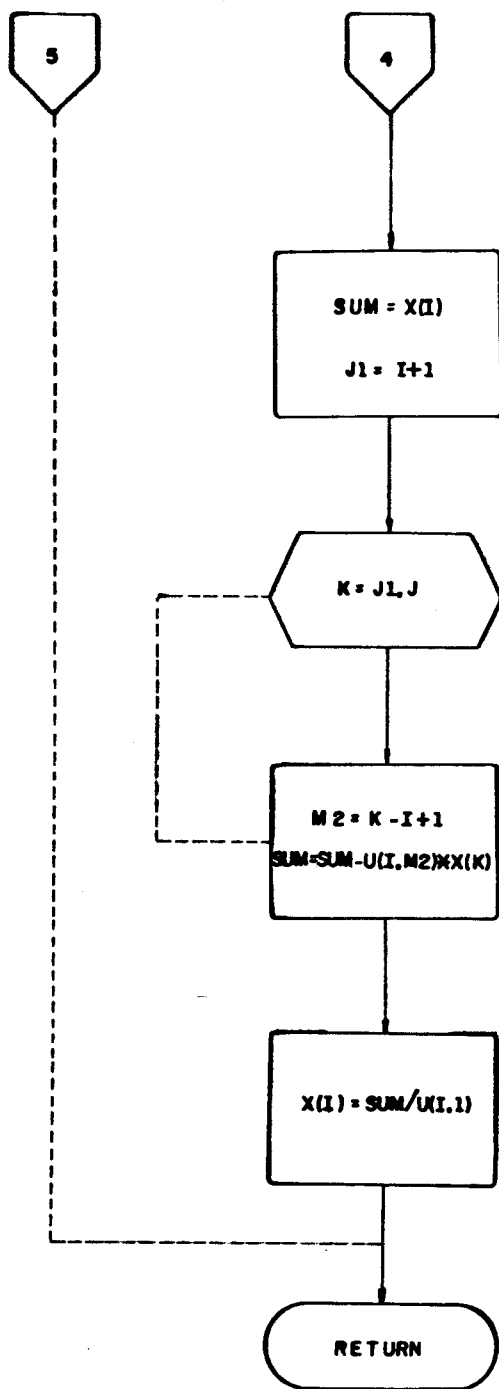 5
4
SUM = X(I)
J1 = I+1
K = J1, J
M2 = K-I+1
SUM=SUM-U(I,M2)*X(K)
X(I) = SUM/U(I,1)
RETURN